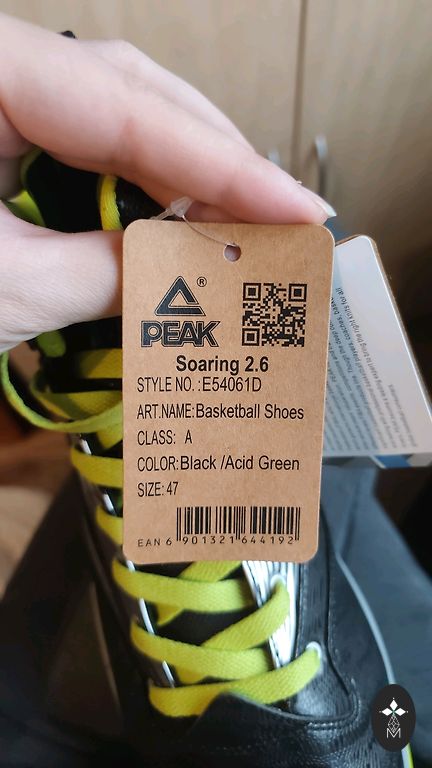 ®
PEAK
Soaring 2.6
STYLE NO.:E54061D
ART.NAME:Basketball Shoes
CLASS: A
COLOR:Black /Acid Green
SIZE: 47
EAN 6 901321 644192
M